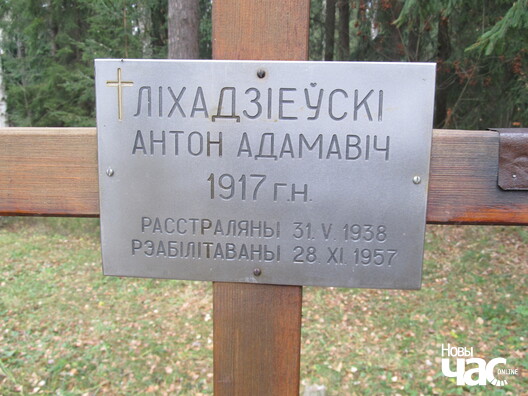 ЛІХАДЗІЕЎСКІ
АНТОН АДАМАВІЧ
1917 г.н.
РАССТРАЛЯНЫ 31. V. 1938
РЭАБІЛІТАВАНЫ 28. XI. 1957
Новы
Час
ONLINE